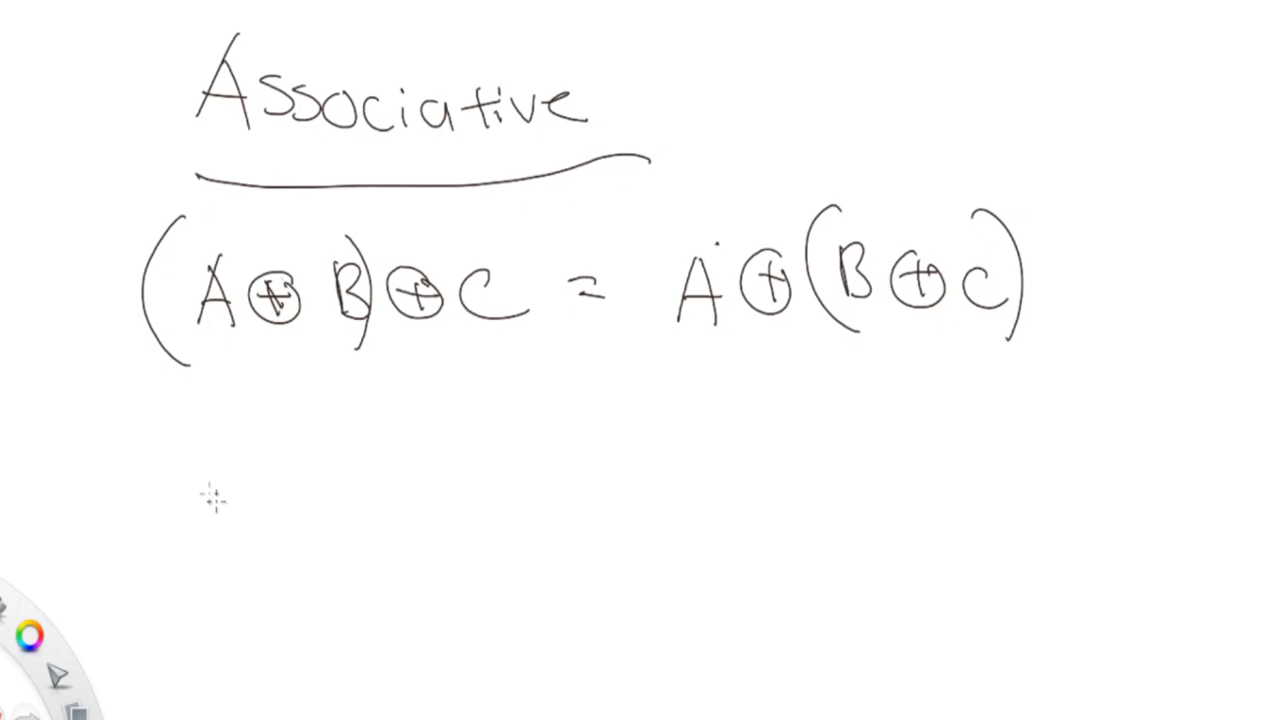 Associative
(A ⊕ B) ⊕ C = A ⊕ (B ⊕ C)